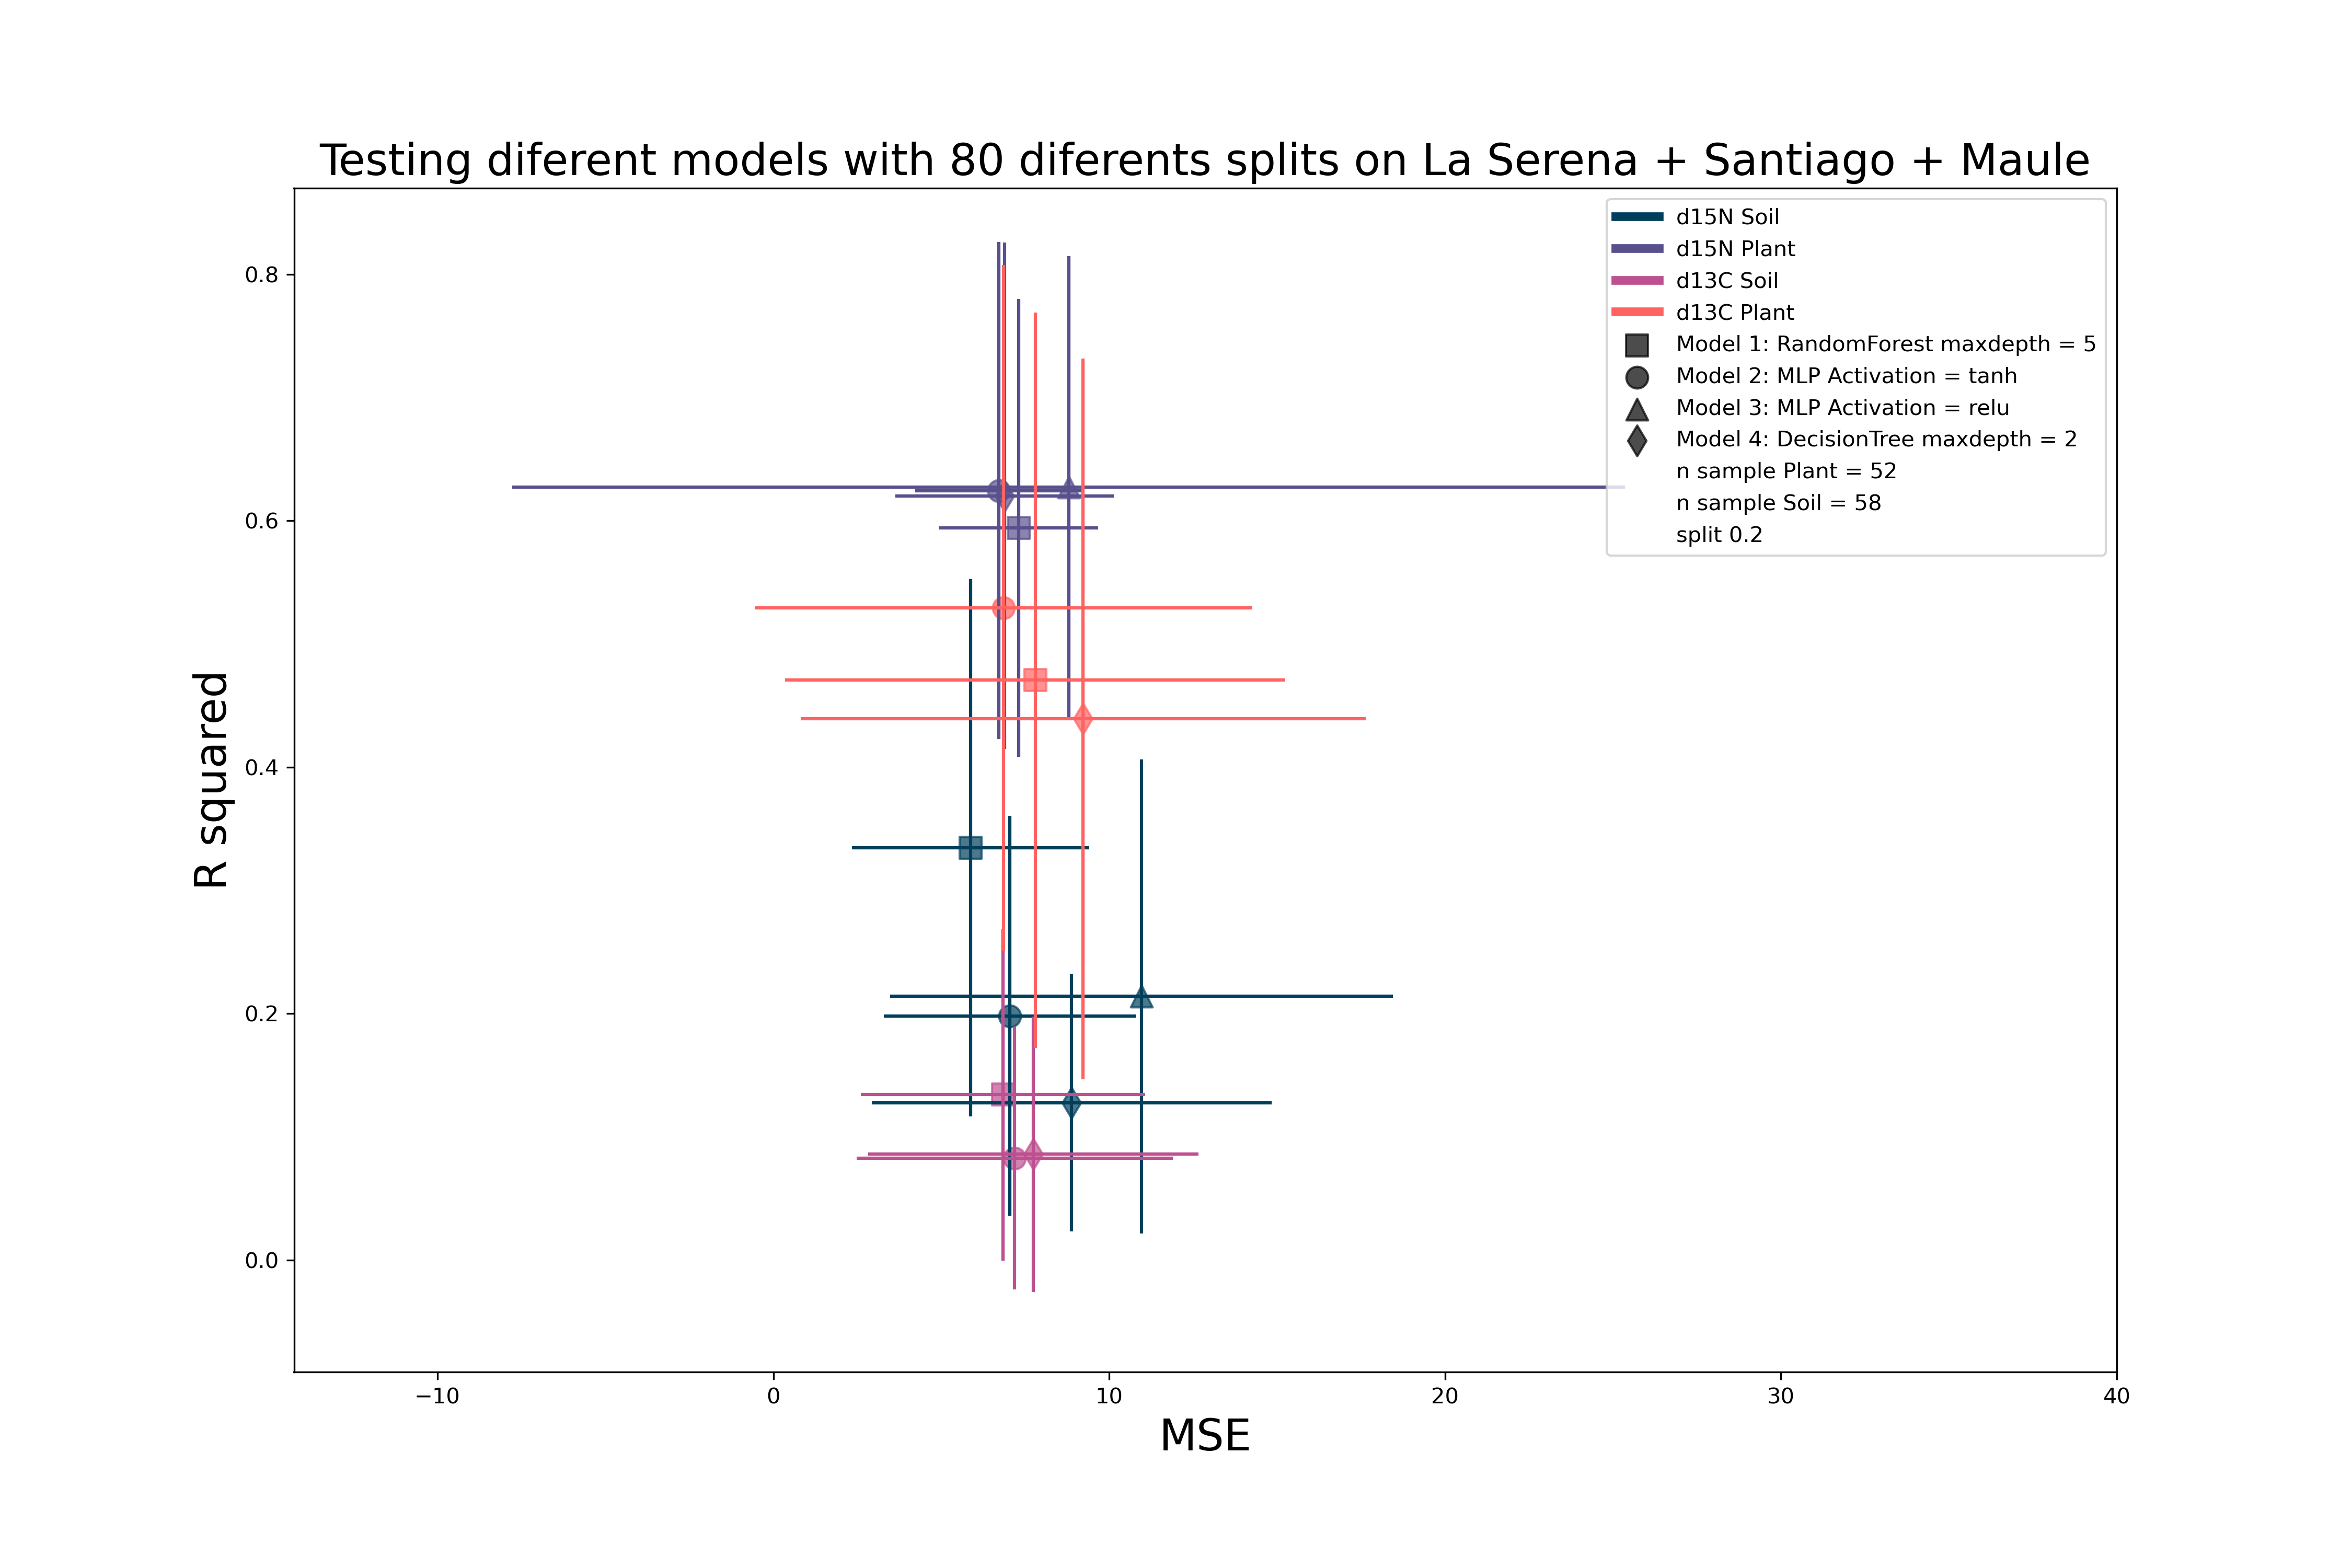 Testing diferent models with 80 diferents splits on La Serena + Santiago + Maule
d15N Soil
d15N Plant
d13C Soil
d13C Plant
Model 1: RandomForest maxdepth = 5
Model 2: MLP Activation = tanh
Model 3: MLP Activation = relu
Model 4: DecisionTree maxdepth = 2
n sample Plant = 52
n sample Soil = 58
split 0.2
R squared
0.8
0.6
0.4
0.2
0.0
−10 0 10 20 30 40
MSE